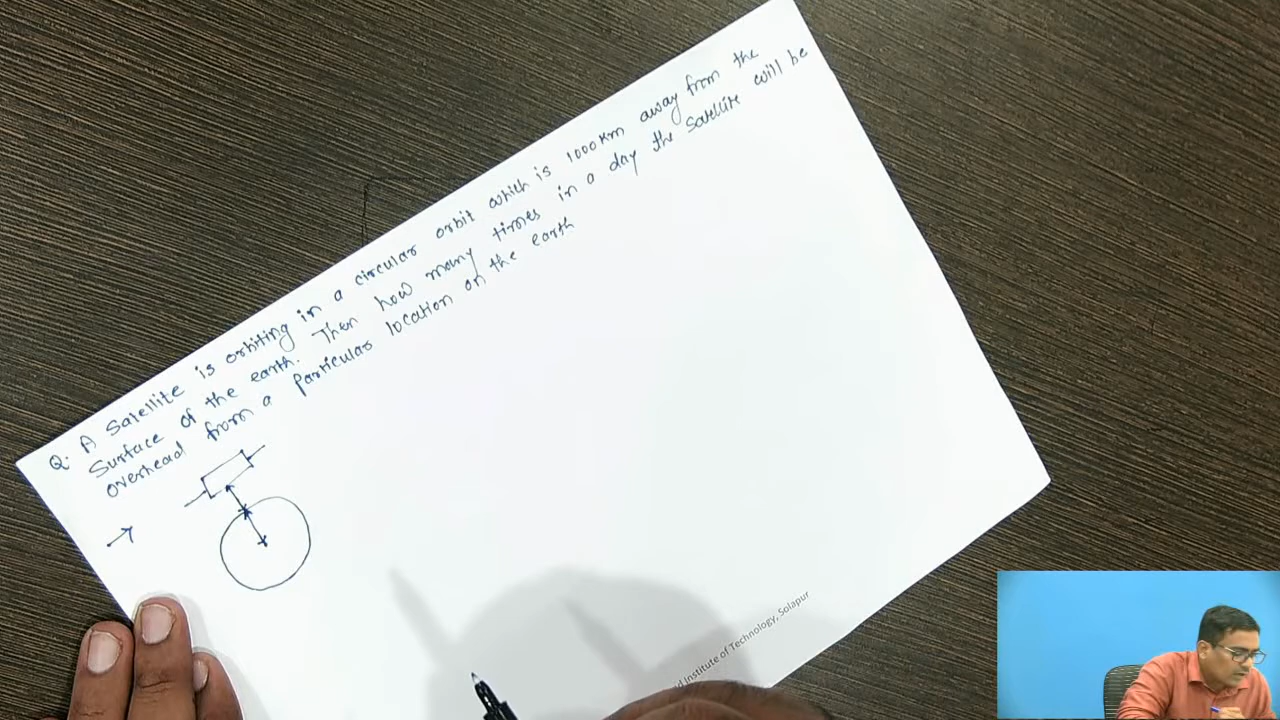 Q. A satellite is orbiting in a circular orbit which is 1000 km away from the
surface of the earth. Then how many times in a day the satellite will be
overhead from a particular location on the earth
Institute of Technology, Solapur